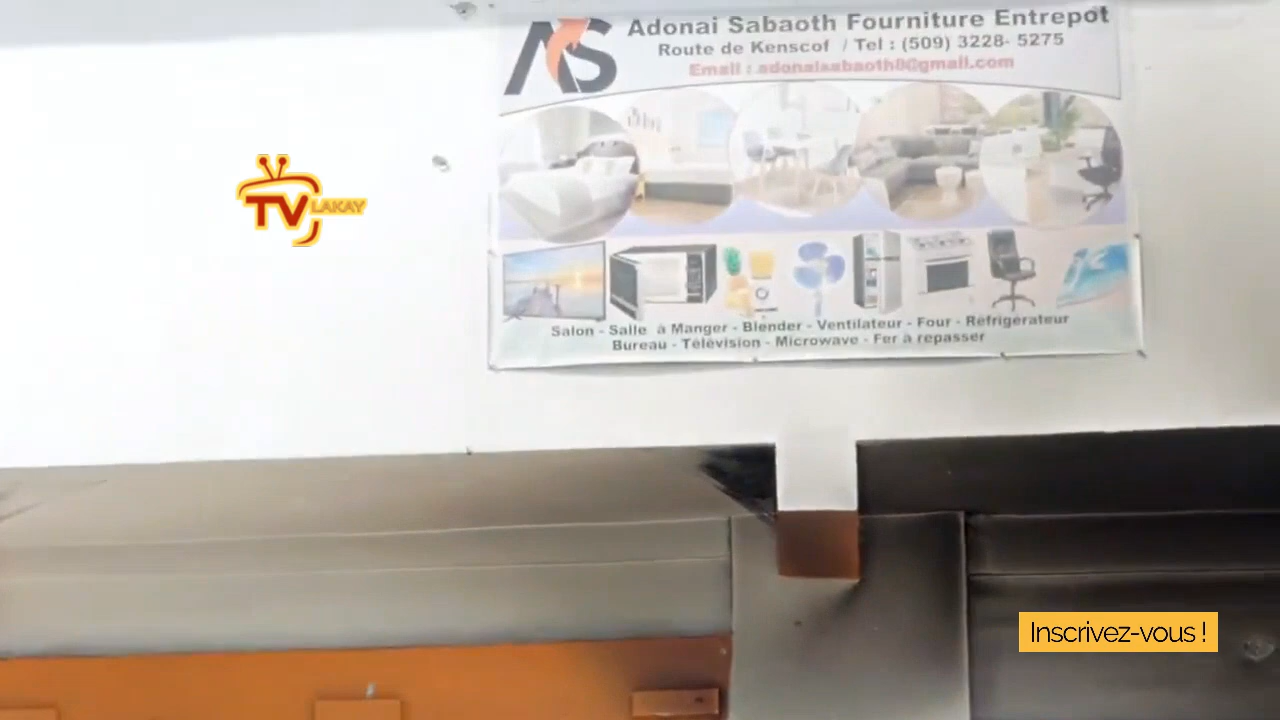 AS
Adonai Sabaoth Fourniture Entrepot
Route de Kenscof / Tel : (509) 3228- 5275
Email : adonaisabaoth8@gmail.com
TV LAKAY
Salon - Salle à Manger - Blender - Ventilateur - Four - Réfrigerateur
Bureau - Télévision - Microwave - Fer à repasser
Inscrivez-vous !